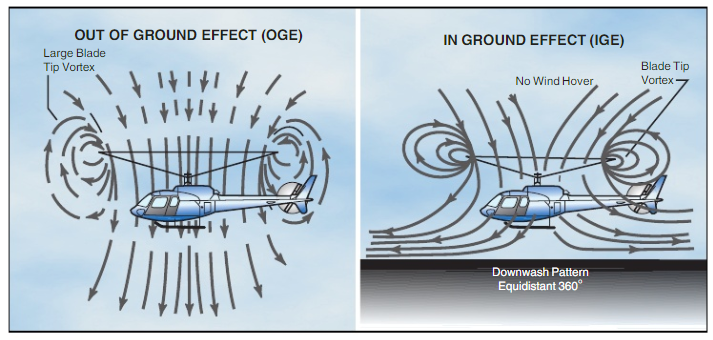 OUT OF GROUND EFFECT (OGE)
Large Blade
Tip Vortex
IN GROUND EFFECT (IGE)
No Wind Hover
Blade Tip
Vortex
Downwash Pattern
Equidistant 360°